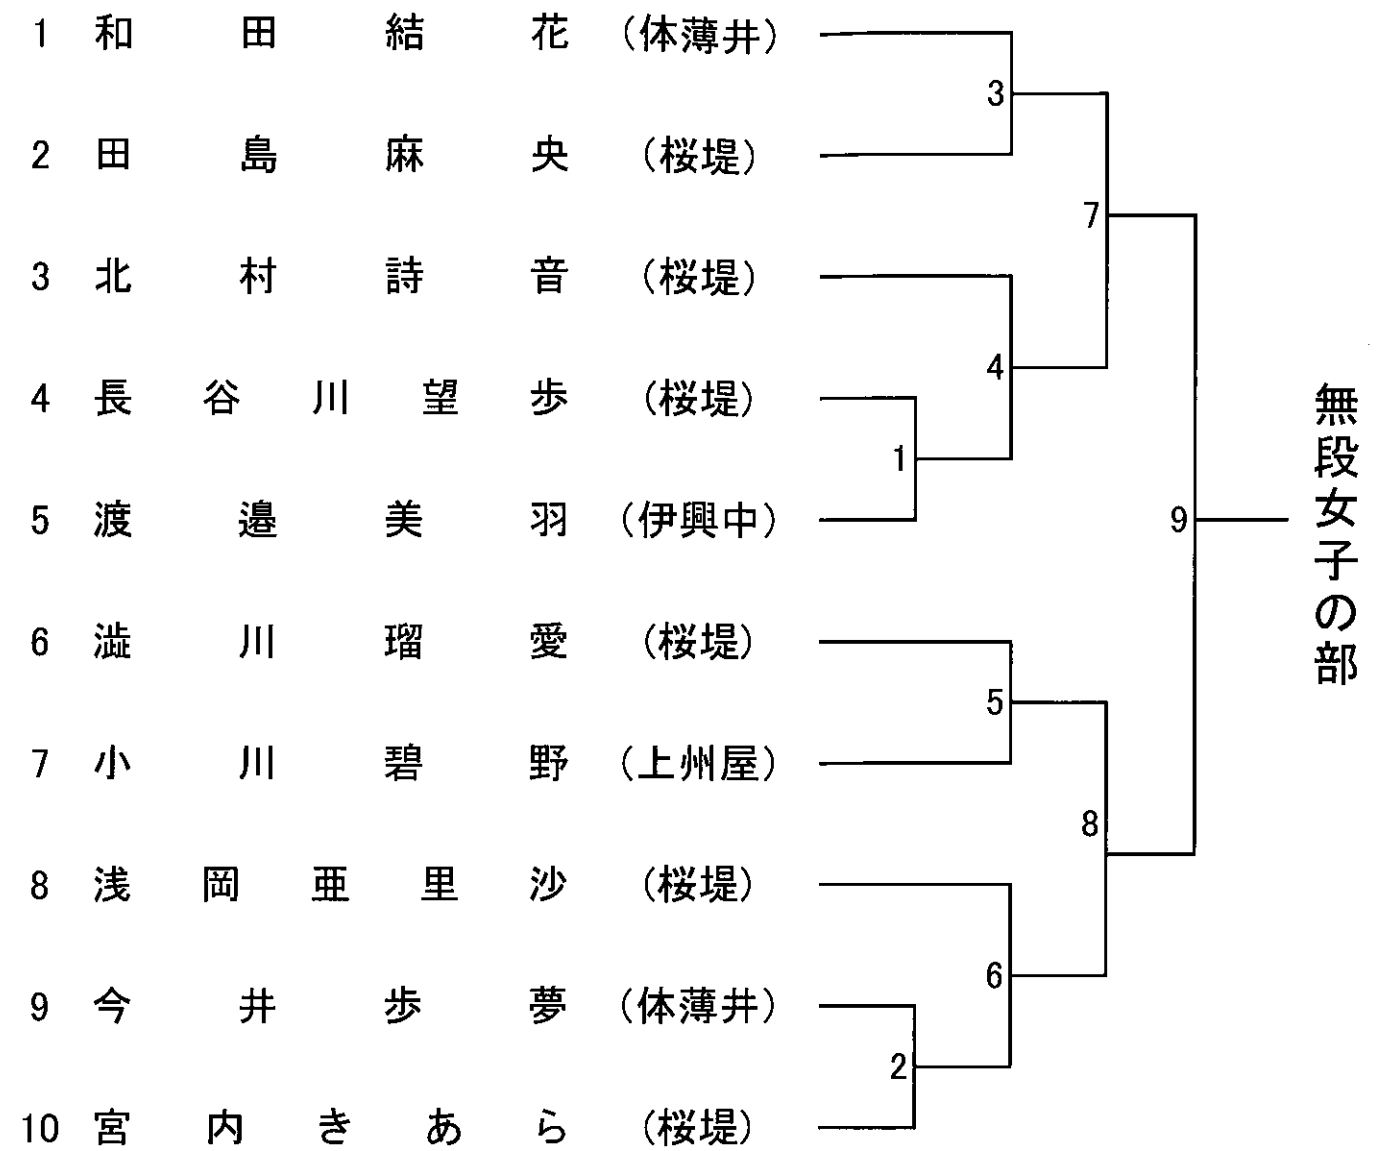 1 和田結花 (体薄井)
2 田島麻央 (桜堤)
3 北村詩音 (桜堤)
4 長谷川望歩 (桜堤)
5 渡邉美羽 (伊興中)
6 澁川瑠愛 (桜堤)
7 小川碧野 (上州屋)
8 浅岡亜里沙 (桜堤)
9 今井歩夢 (体薄井)
10 宮内きあら (桜堤)
3
7
4
1
9
5
8
6
2
無段女子の部